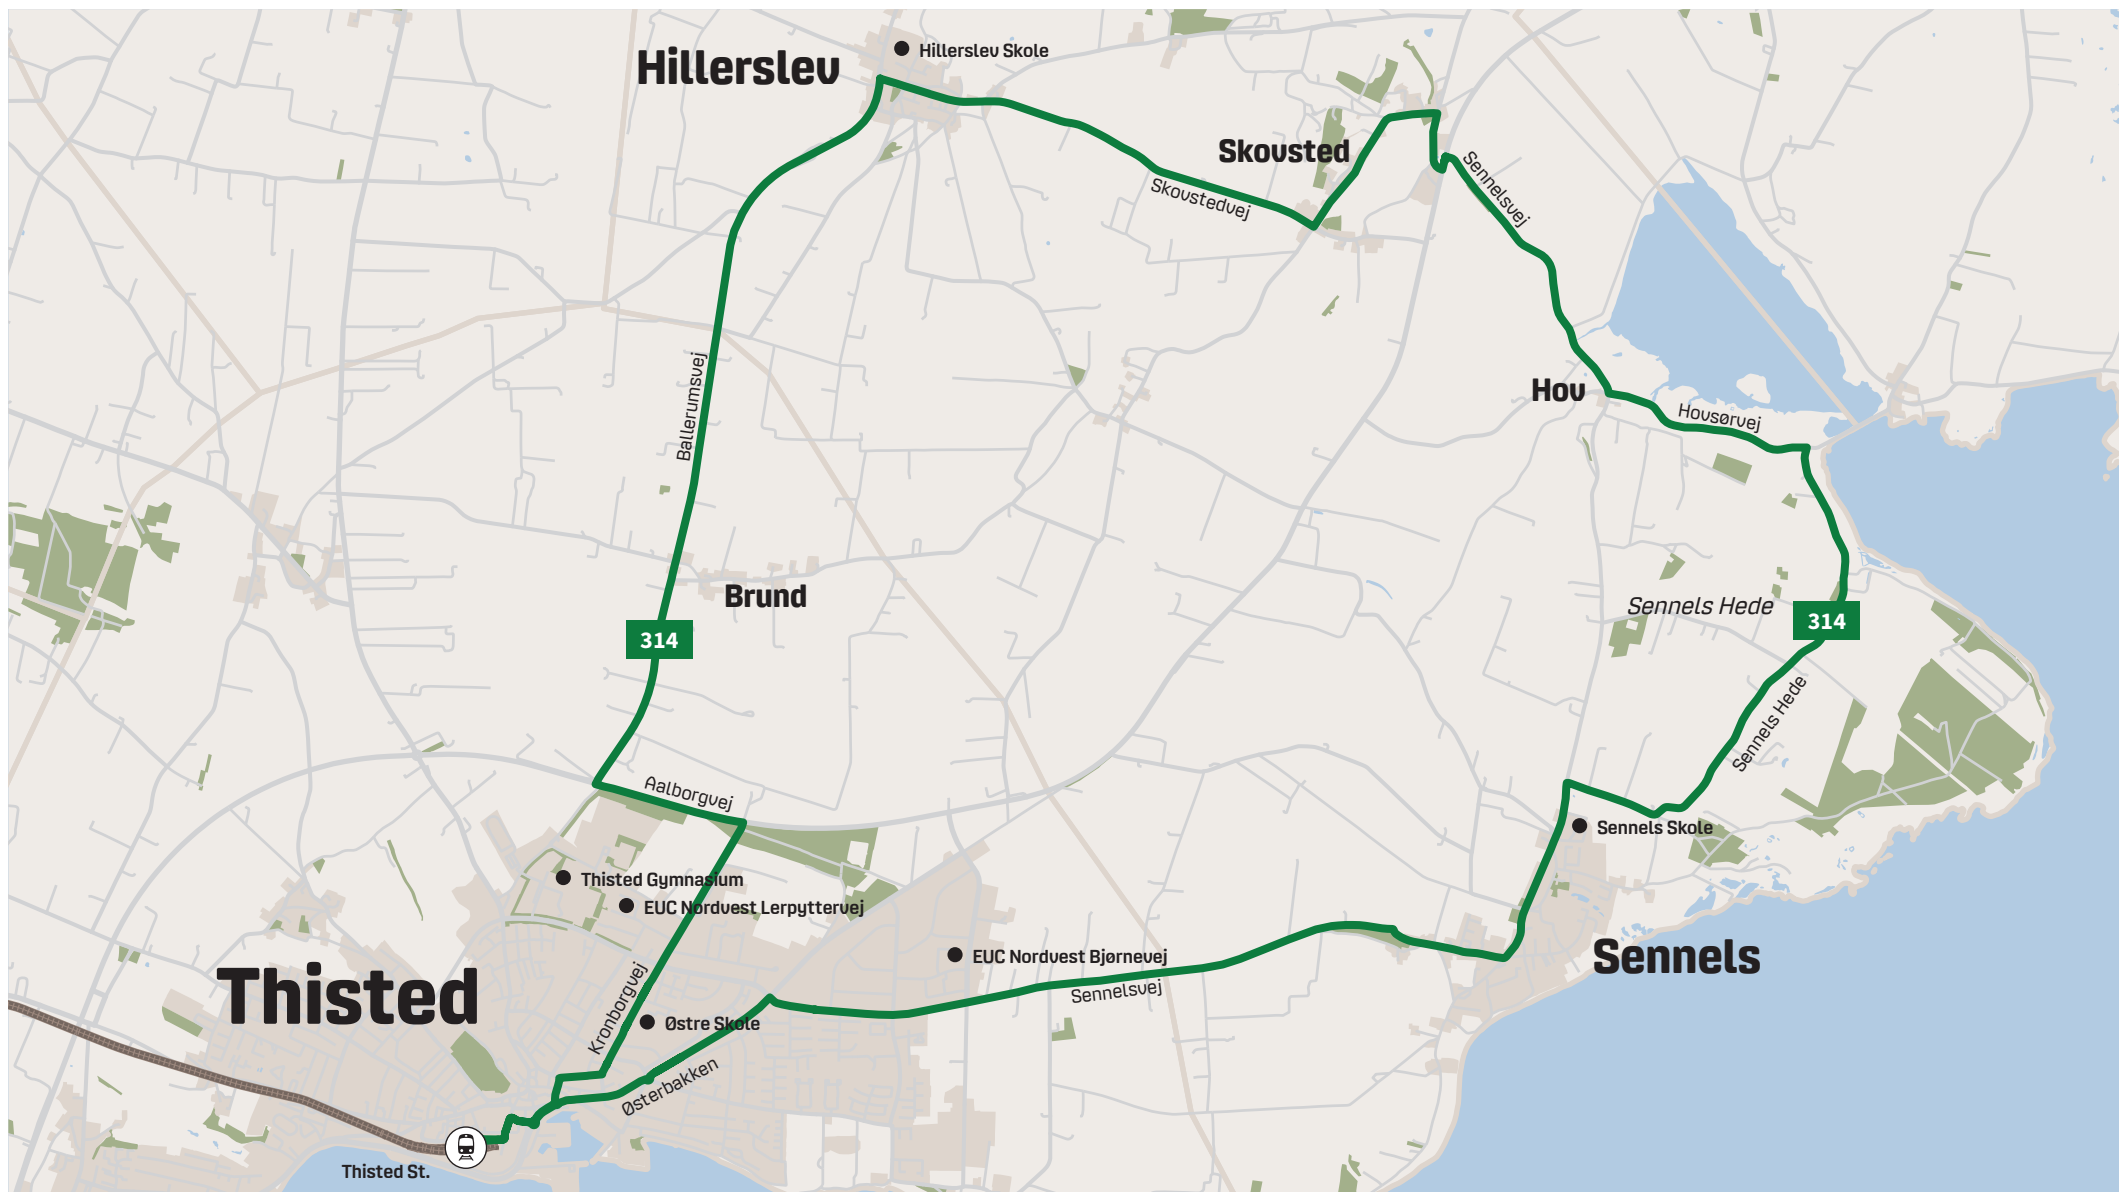 Hillerslev
Hillerslev Skole
Skovsted
Sennelsvej
Skovstedvej
Ballerumsvej
Hov
Hovsørvej
Brund
314
Sennels Hede
314
Sennels Hede
Aalborgvej
Sennels Skole
Thisted Gymnasium
EUC Nordvest Lerpyttervej
EUC Nordvest Bjørnevej
Sennels
Sennelsvej
Thisted
Kronborgvej
Østre Skole
Østerbakken
Thisted St.